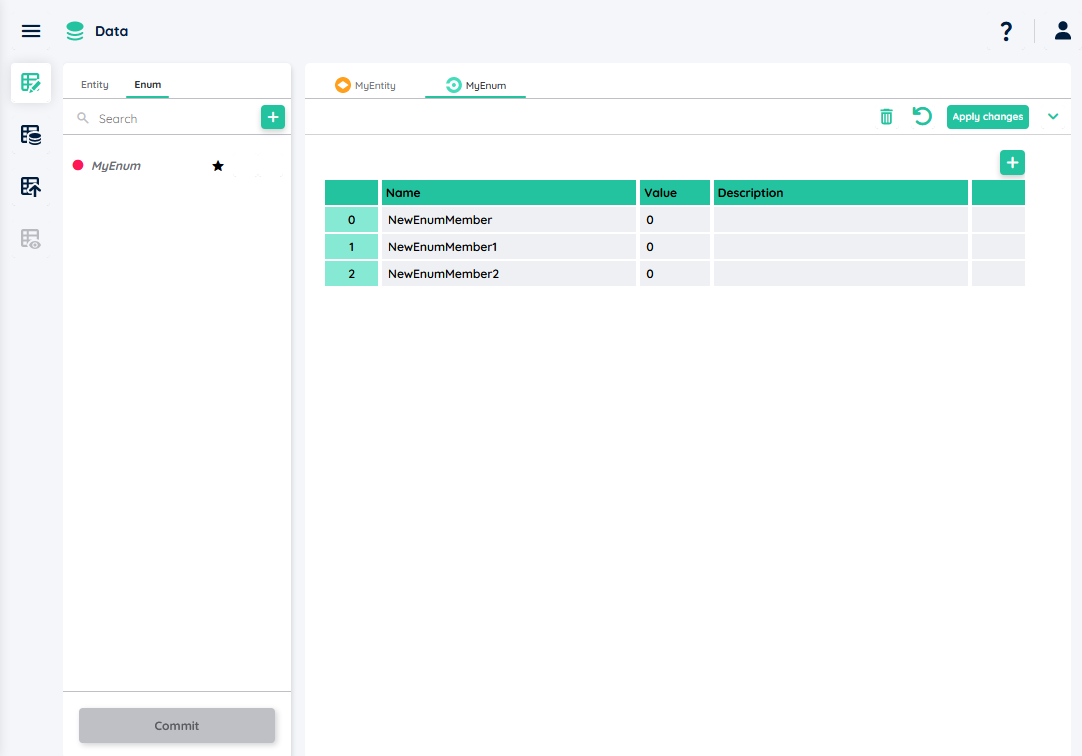 Data
?
Entity Enum
Search
MyEnum
Commit
MyEntity MyEnum
Apply changes
Name Value Description
0 NewEnumMember 0
1 NewEnumMember1 0
2 NewEnumMember2 0